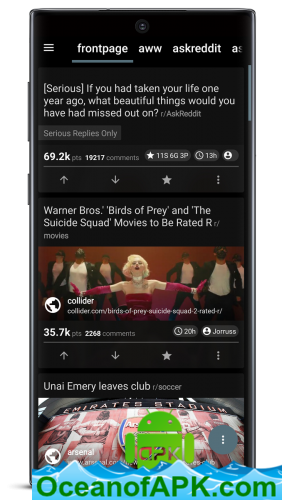 frontpage aww askreddit as
[Serious] If you had taken your life one
year ago, what beautiful things would you
have had missed out on? r/AskReddit
Serious Replies Only
69.2k pts 19217 comments 11S 6G 3P 13h
Warner Bros.' 'Birds of Prey' and 'The
Suicide Squad' Movies to Be Rated R r/
movies
collider
collider.com/birds-of-prey-suicide-squad-2-rated-r/
35.7k pts 2268 comments 20h Jorruss
Unai Emery leaves club r/soccer
EMIRATES STADIUM
arsenal
APK
OceanofAPK.com